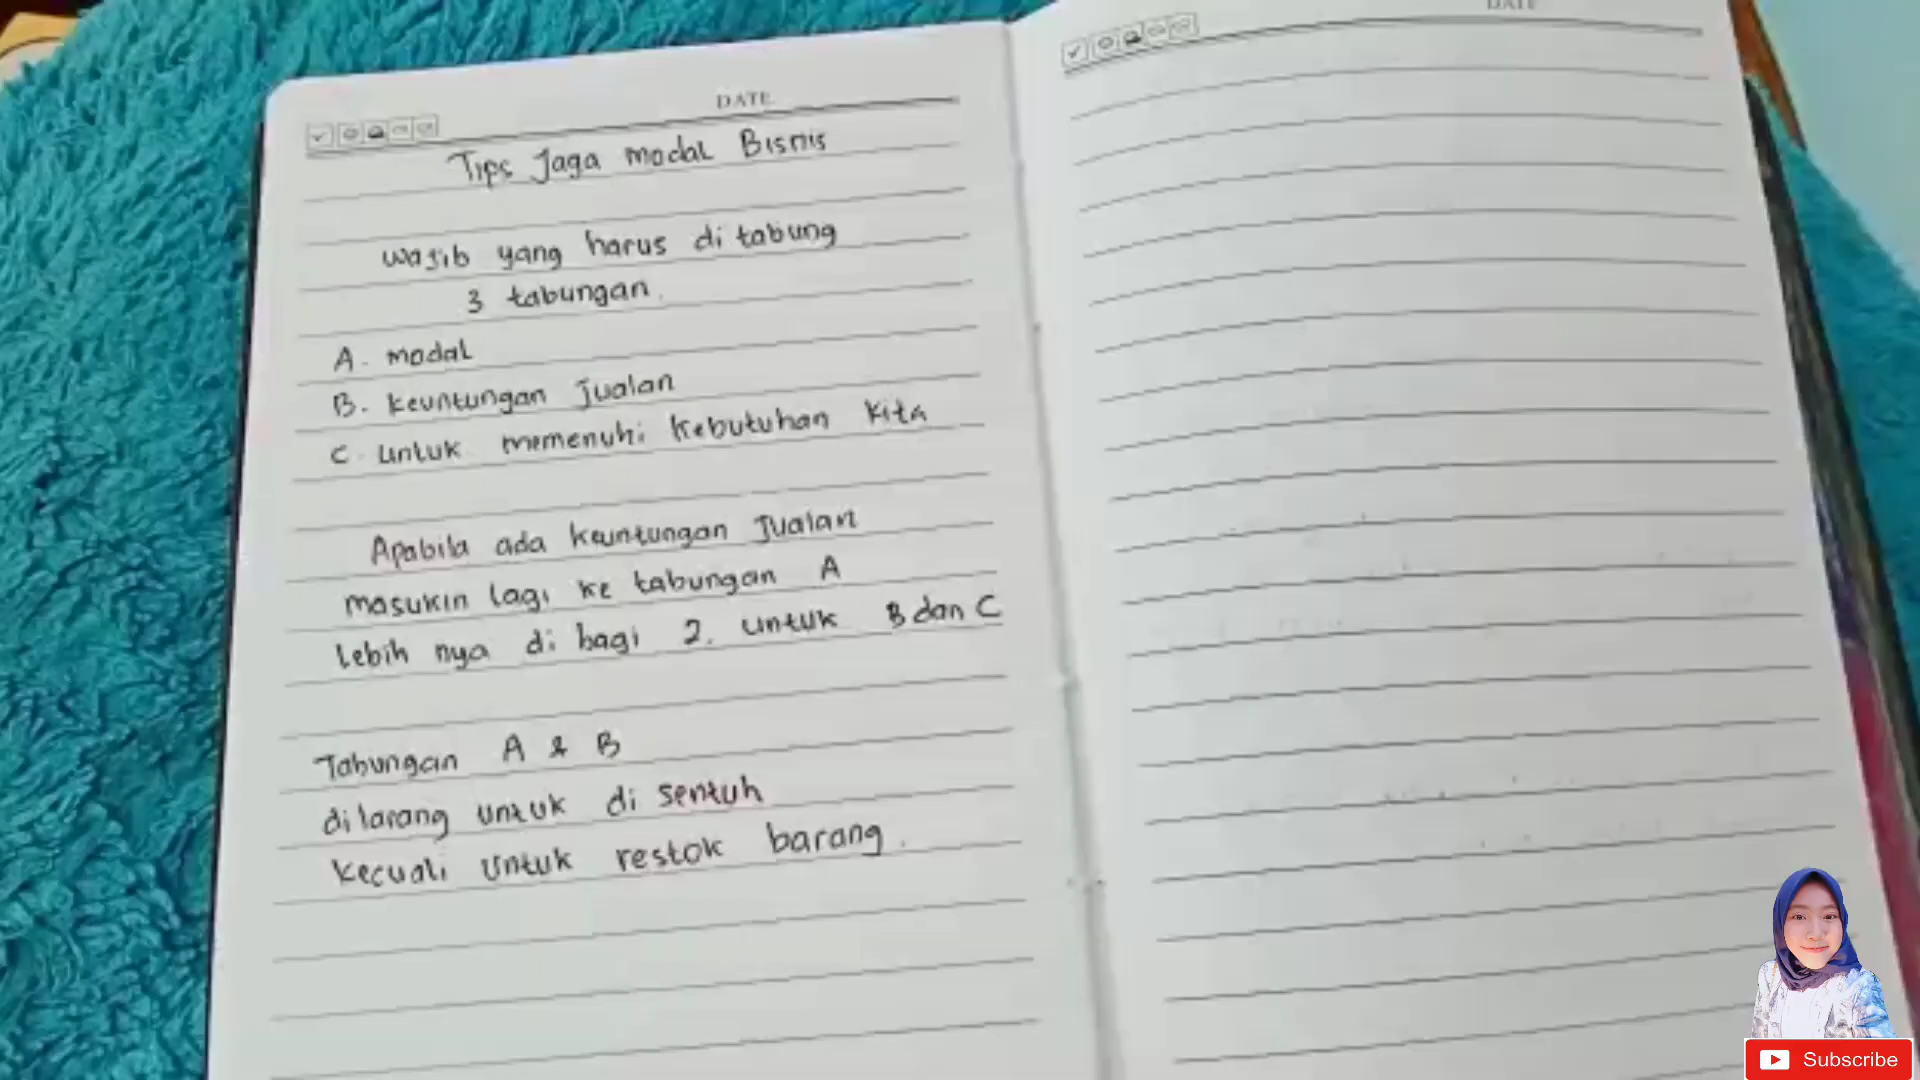 DATE
Tips Jaga modal Bisnis
wajib yang harus di tabung
3 tabungan.
A. modal
B. keuntungan Jualan
C. untuk memenuhi kebutuhan kita
Apabila ada keuntungan Jualan
masukin lagi ke tabungan A
lebih nya di bagi 2. untuk B dan C
Tabungan A & B
dilarang untuk di sentuh
kecuali untuk restok barang.
DATE
Subscribe